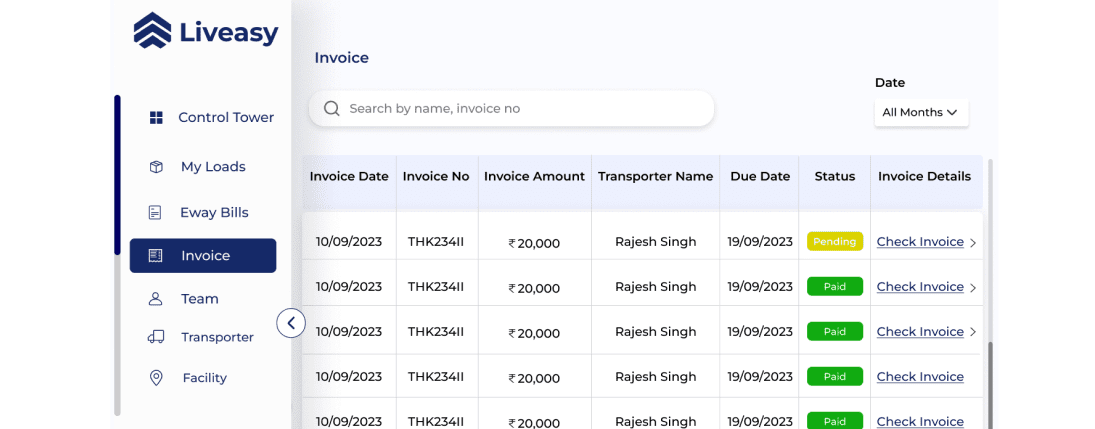 Liveasy
Control Tower
My Loads
Eway Bills
Invoice
Team
Transporter
Facility
Invoice
Search by name, invoice no
Date
All Months
Invoice Date Invoice No Invoice Amount Transporter Name Due Date Status Invoice Details
10/09/2023 THK234II ₹20,000 Rajesh Singh 19/09/2023 Pending Check Invoice
10/09/2023 THK234II ₹20,000 Rajesh Singh 19/09/2023 Paid Check Invoice
10/09/2023 THK234II ₹20,000 Rajesh Singh 19/09/2023 Paid Check Invoice
10/09/2023 THK234II ₹20,000 Rajesh Singh 19/09/2023 Paid Check Invoice
10/09/2023 THK234II ₹20,000 Rajesh Singh 19/09/2023 Paid Check Invoice